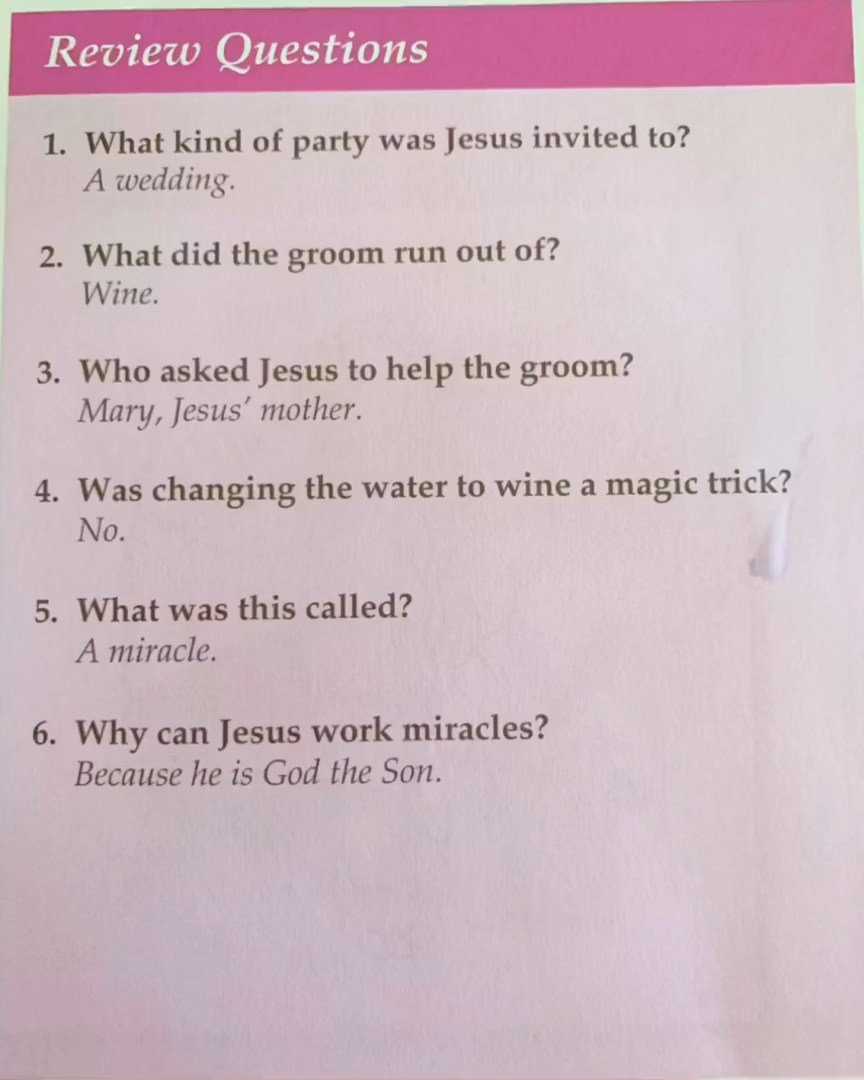 Review Questions
1. What kind of party was Jesus invited to?
A wedding.
2. What did the groom run out of?
Wine.
3. Who asked Jesus to help the groom?
Mary, Jesus’ mother.
4. Was changing the water to wine a magic trick?
No.
5. What was this called?
A miracle.
6. Why can Jesus work miracles?
Because he is God the Son.